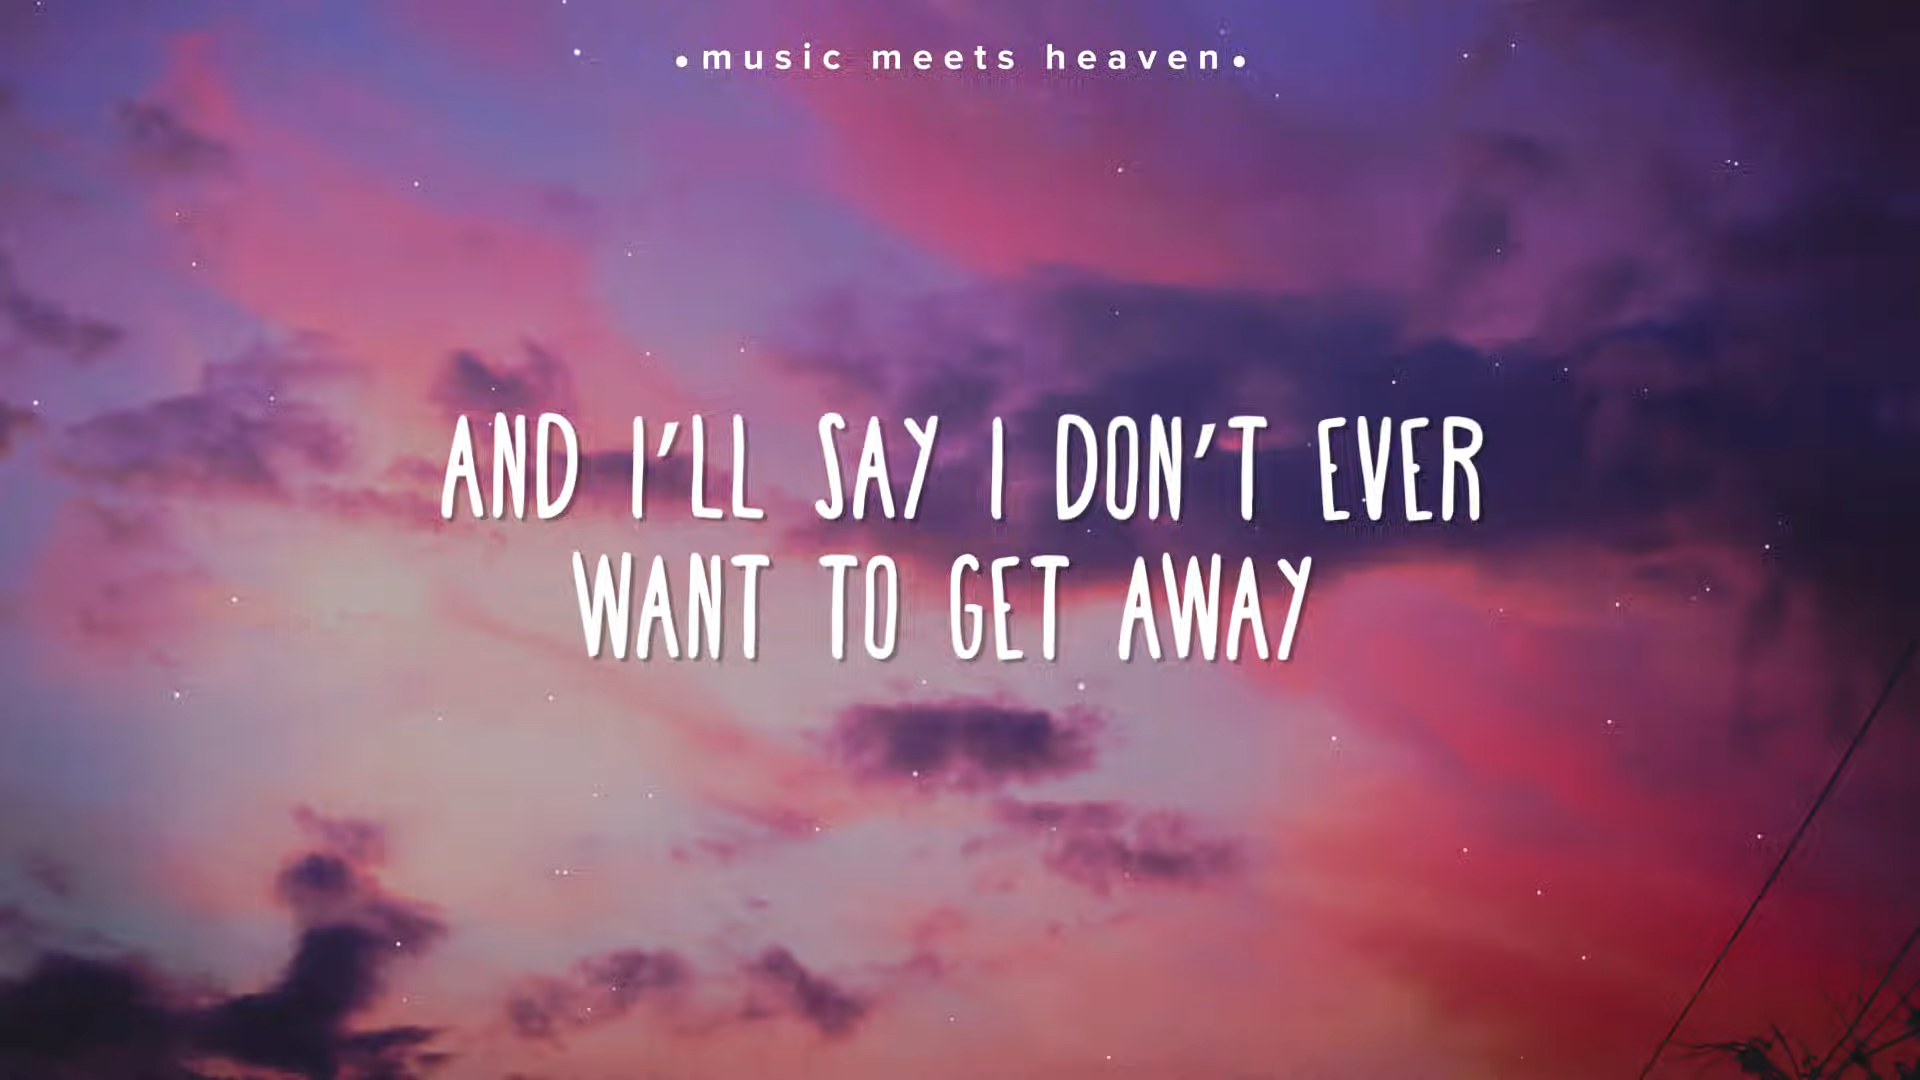 •music meets heaven•
AND I'LL SAY I DON'T EVER
WANT TO GET AWAY